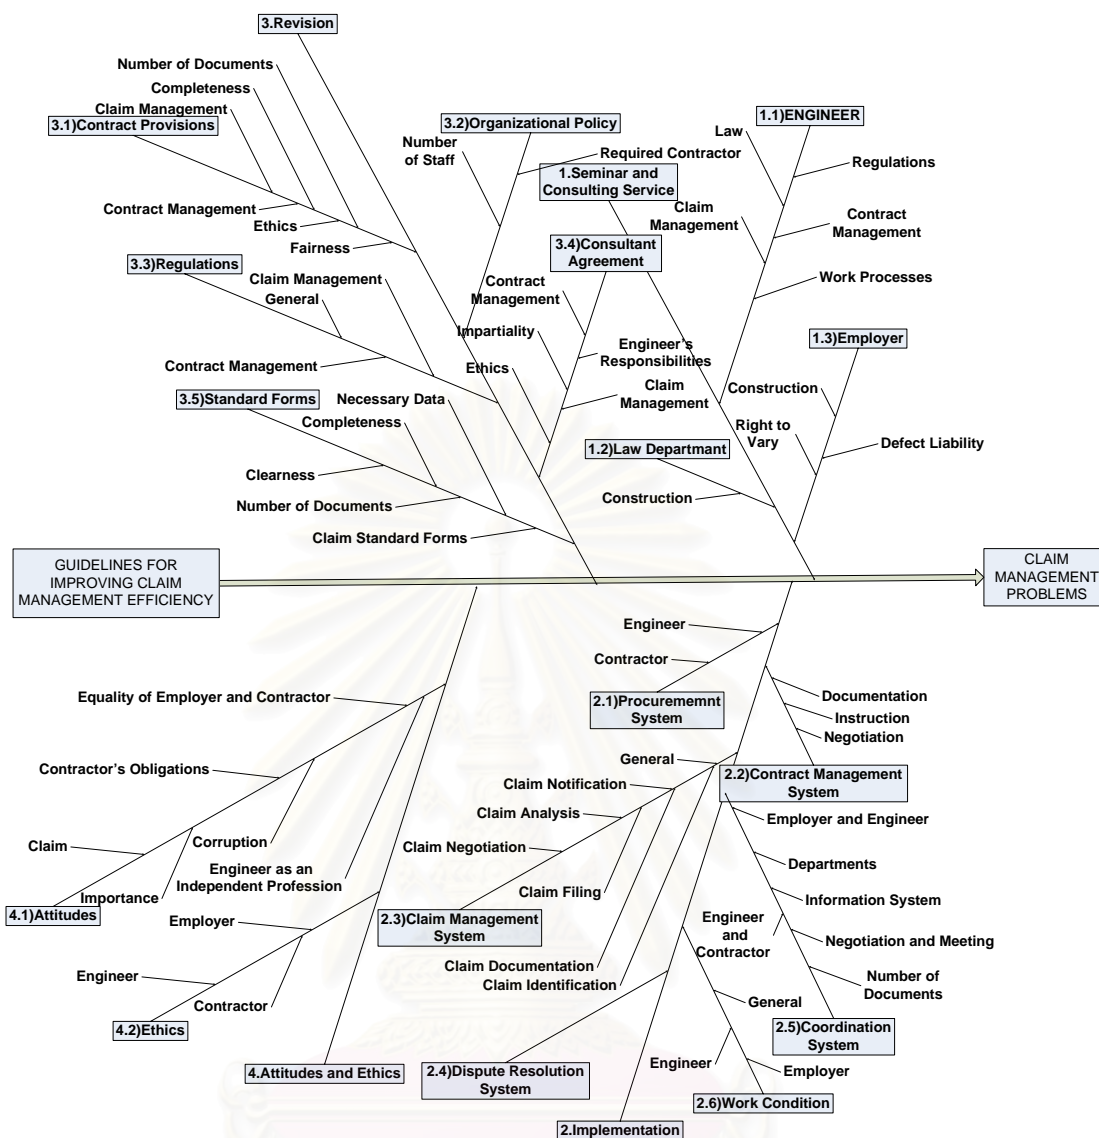 3.Revision
Number of Documents
Completeness
Claim Management
3.1)Contract Provisions
Contract Management
Ethics
Fairness
3.2)Organizational Policy
Number
of Staff
Required Contractor
1.Seminar and
Consulting Service
1.1)ENGINEER
Law
Regulations
Claim
Management
Contract
Management
Work Processes
3.3)Regulations
Claim Management
General
Contract Management
3.4)Consultant
Agreement
Contract
Management
Impartiality
Engineer's
Responsibilities
Ethics
Claim
Management
1.3)Employer
Construction
Right to
Vary
Defect Liability
3.5)Standard Forms
Necessary Data
Completeness
Clearness
Number of Documents
Claim Standard Forms
1.2)Law Departmant
Construction
GUIDELINES FOR
IMPROVING CLAIM
MANAGEMENT EFFICIENCY
CLAIM
MANAGEMENT
PROBLEMS
Engineer
Contractor
2.1)Procurememnt
System
Documentation
Instruction
Negotiation
2.2)Contract Management
System
Equality of Employer and Contractor
Contractor's Obligations
Claim
Corruption
Importance
Engineer as an
Independent Profession
4.1)Attitudes
General
Claim Notification
Claim Analysis
Claim Negotiation
Claim Filing
2.3)Claim Management
System
Claim Documentation
Claim Identification
Employer and Engineer
Departments
Information System
Engineer
and
Contractor
Negotiation and Meeting
Number of
Documents
2.5)Coordination
System
Employer
Engineer
Contractor
4.2)Ethics
4.Attitudes and Ethics
2.4)Dispute Resolution
System
General
Engineer
Employer
2.6)Work Condition
2.Implementation